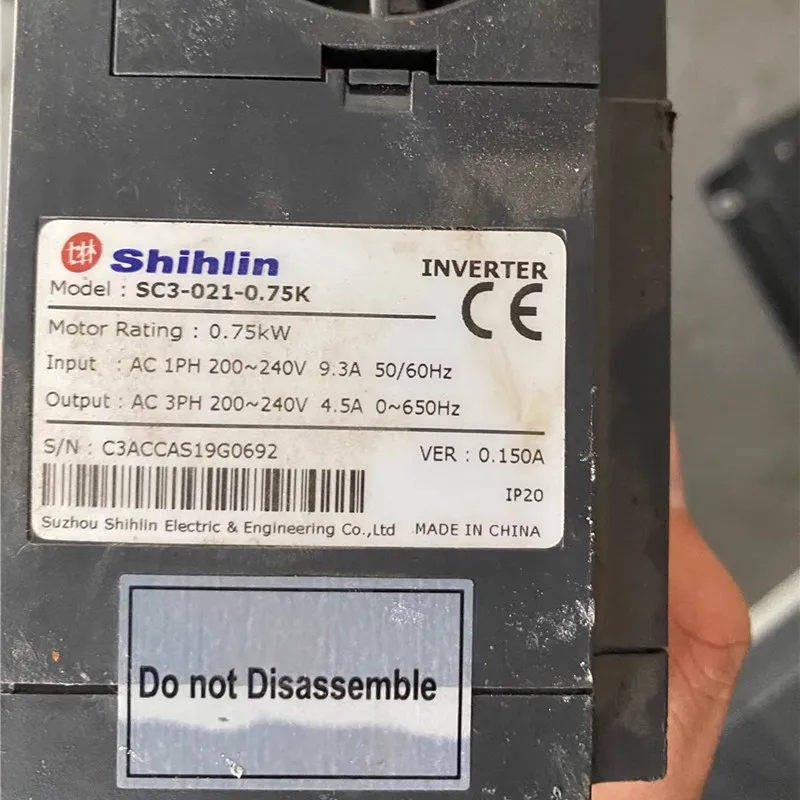 Shihlin
INVERTER
Model : SC3-021-0.75K
CE
Motor Rating : 0.75kW
Input : AC 1PH 200~240V 9.3A 50/60Hz
Output : AC 3PH 200~240V 4.5A 0~650Hz
S/N : C3ACCAS19G0692
VER : 0.150A
IP20
Suzhou Shihlin Electric & Engineering Co.,Ltd MADE IN CHINA
Do not Disassemble